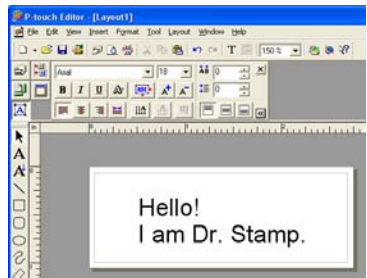 P-touch Editor - [Layout1]
File Edit View Insert Format Tool Layout Window Help
150 %
Arial 18 0
B I U 0
Hello!
I am Dr. Stamp.